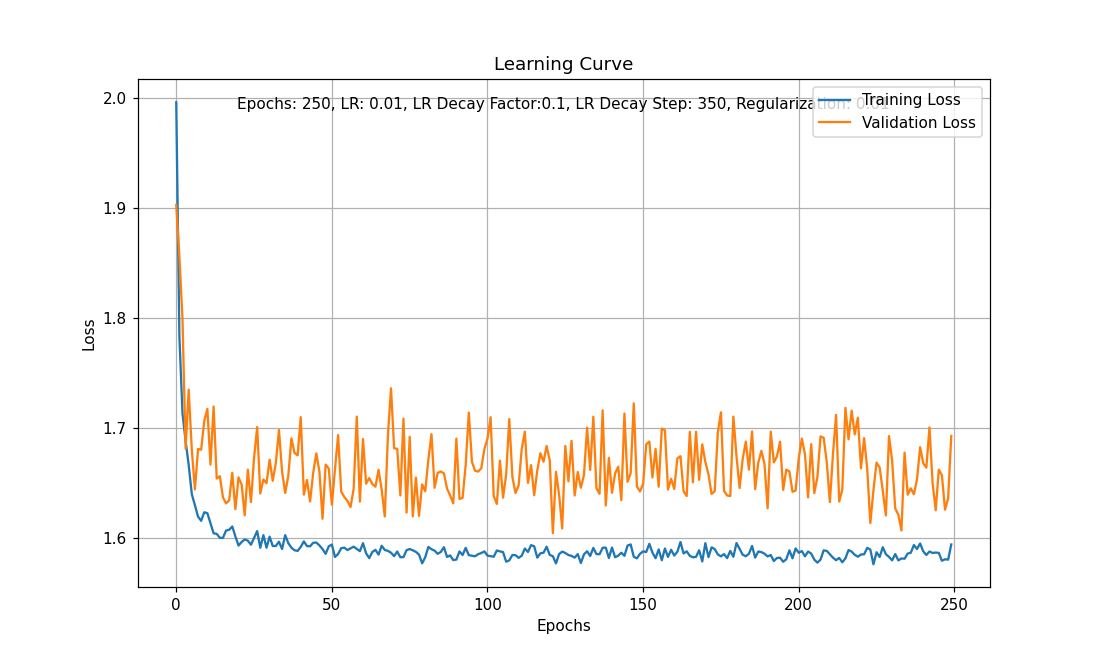 Learning Curve
Epochs: 250, LR: 0.01, LR Decay Factor:0.1, LR Decay Step: 350, Regularization: 0.01
Training Loss
Validation Loss
2.0
1.9
1.8
1.7
1.6
Loss
0 50 100 150 200 250
Epochs